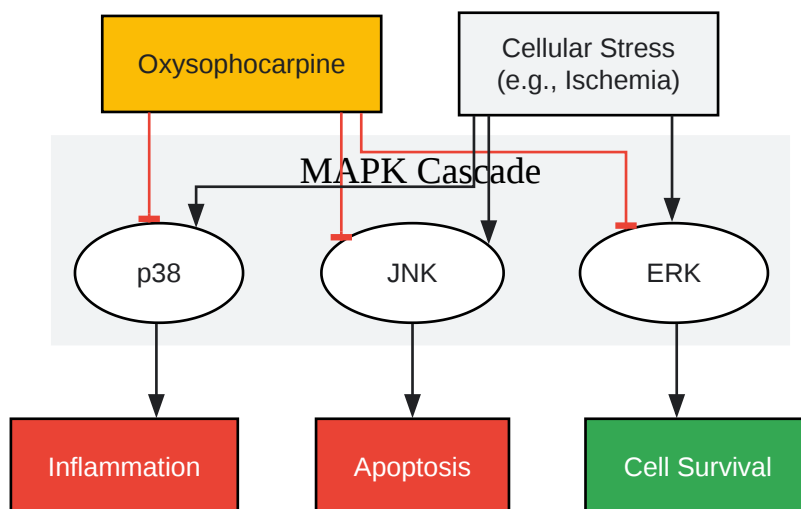 Oxysophocarpine
Cellular Stress
(e.g., Ischemia)
MAPK Cascade
p38
JNK
ERK
Inflammation
Apoptosis
Cell Survival